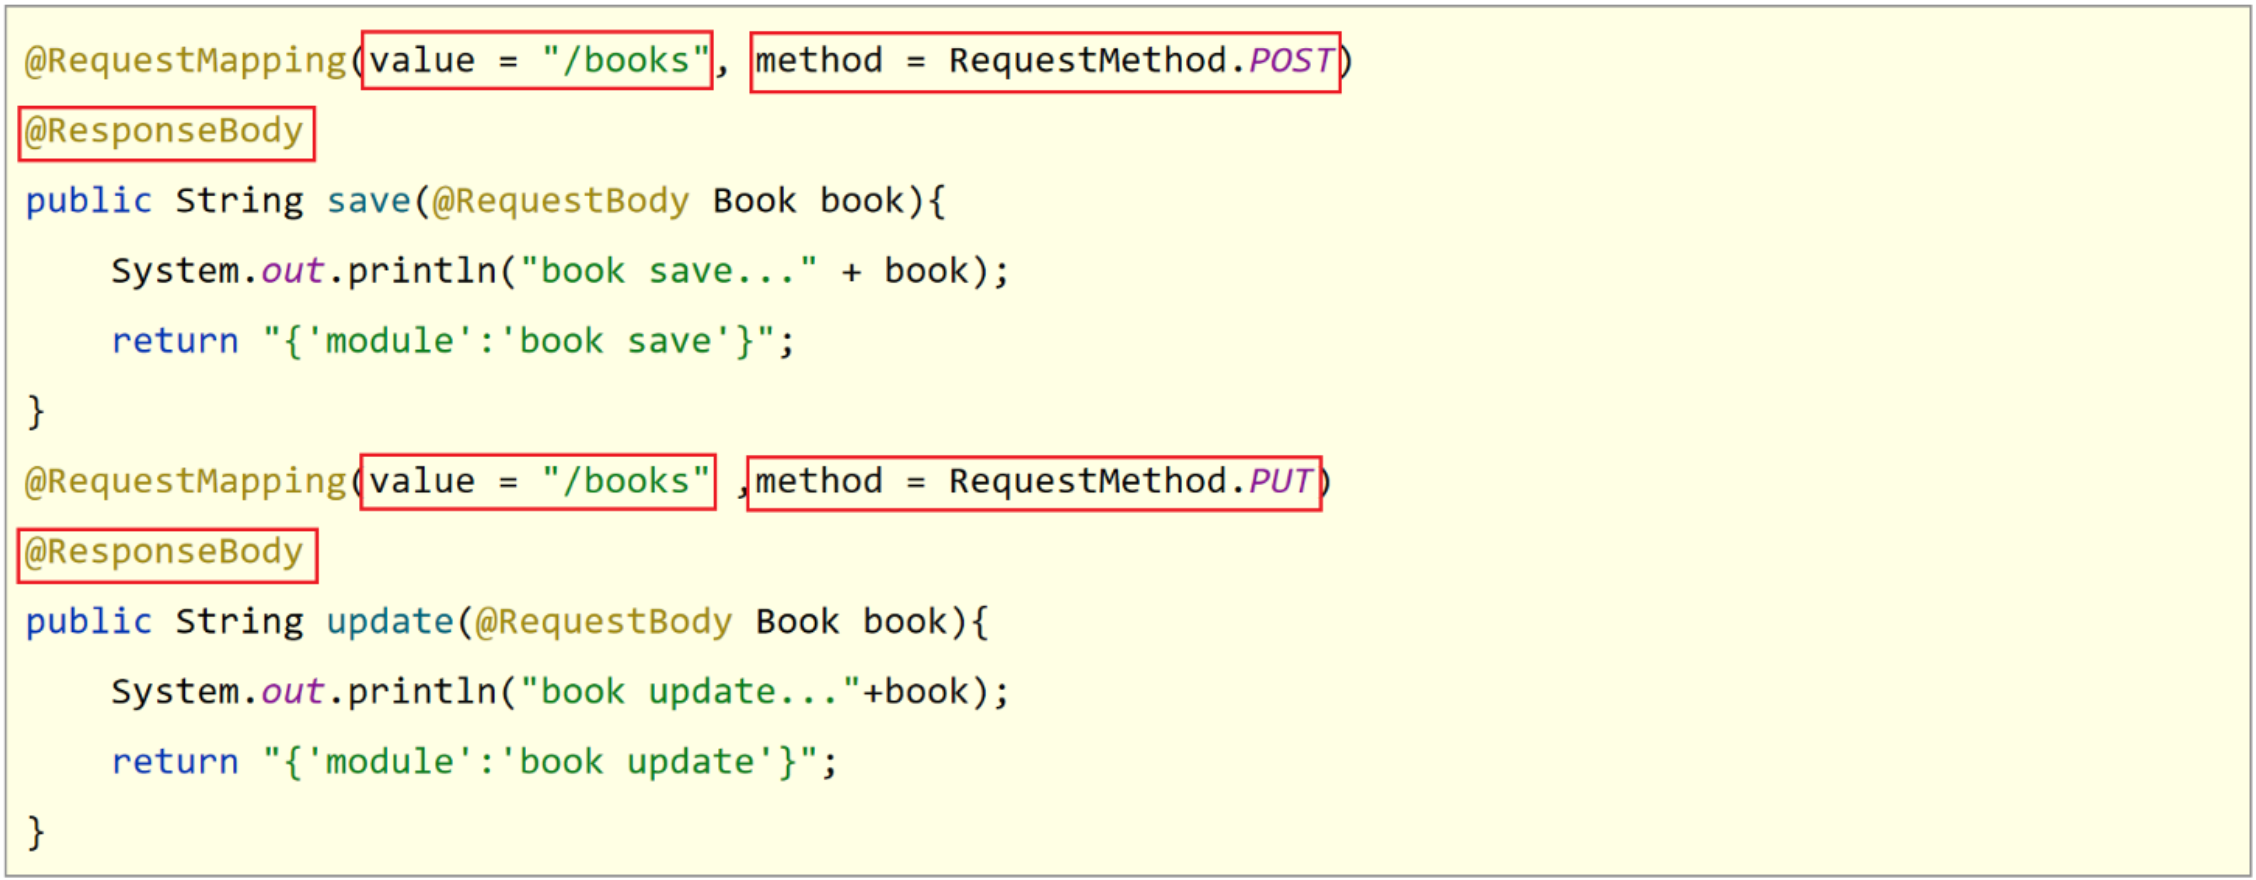 @RequestMapping(value = "/books", method = RequestMethod.POST)
@ResponseBody
public String save(@RequestBody Book book){
    System.out.println("book save..." + book);
    return "{'module':'book save'}";
}
@RequestMapping(value = "/books" ,method = RequestMethod.PUT)
@ResponseBody
public String update(@RequestBody Book book){
    System.out.println("book update..."+book);
    return "{'module':'book update'}";
}